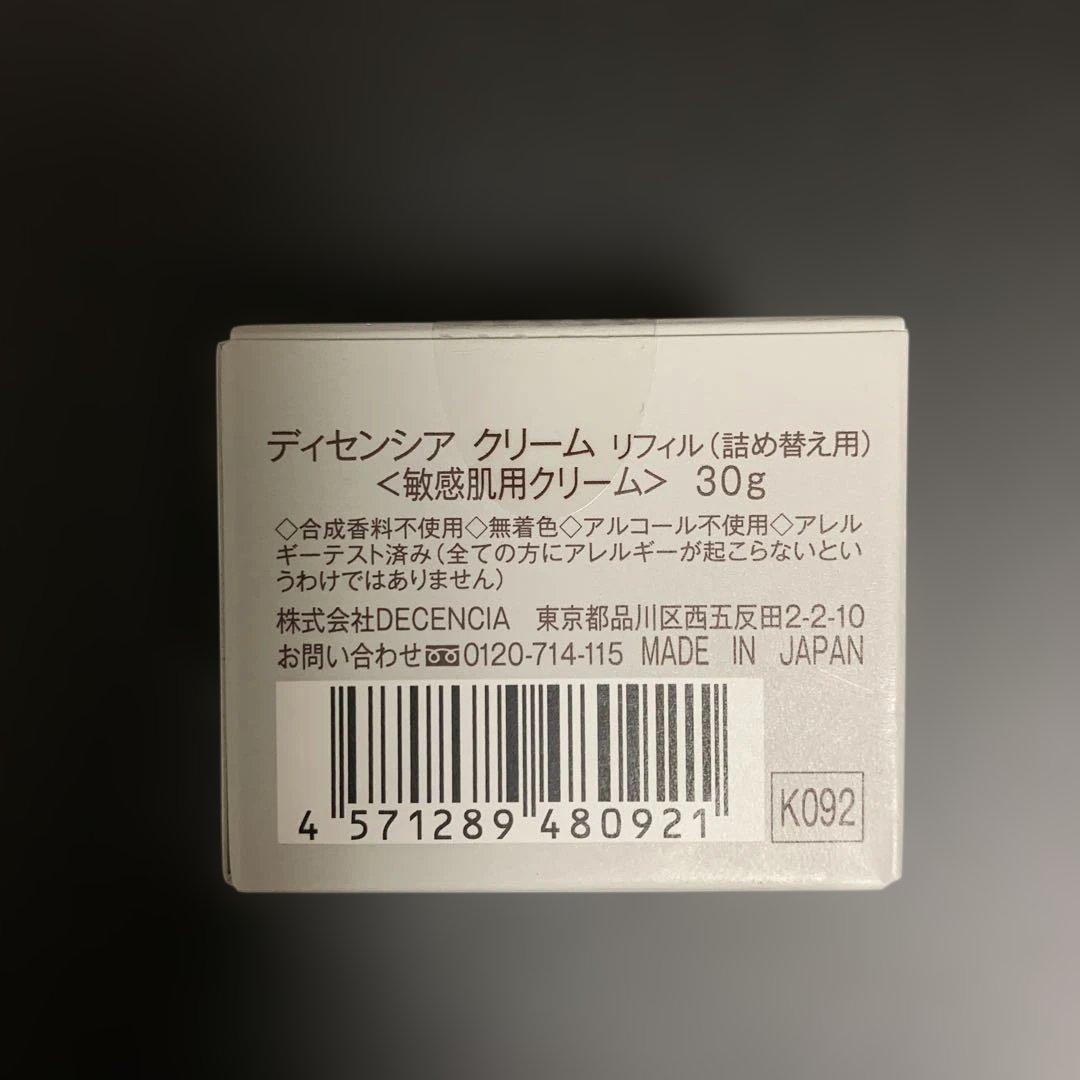 ディセンシア クリーム リフィル(詰め替え用)
<敏感肌用クリーム> 30g
◇合成香料不使用◇無着色◇アルコール不使用◇アレル
ギーテスト済み(全ての方にアレルギーが起こらないとい
うわけではありません)
株式会社DECENCIA 東京都品川区西五反田2-2-10
お問い合わせ 0120-714-115 MADE IN JAPAN
4 571289 480921
K092